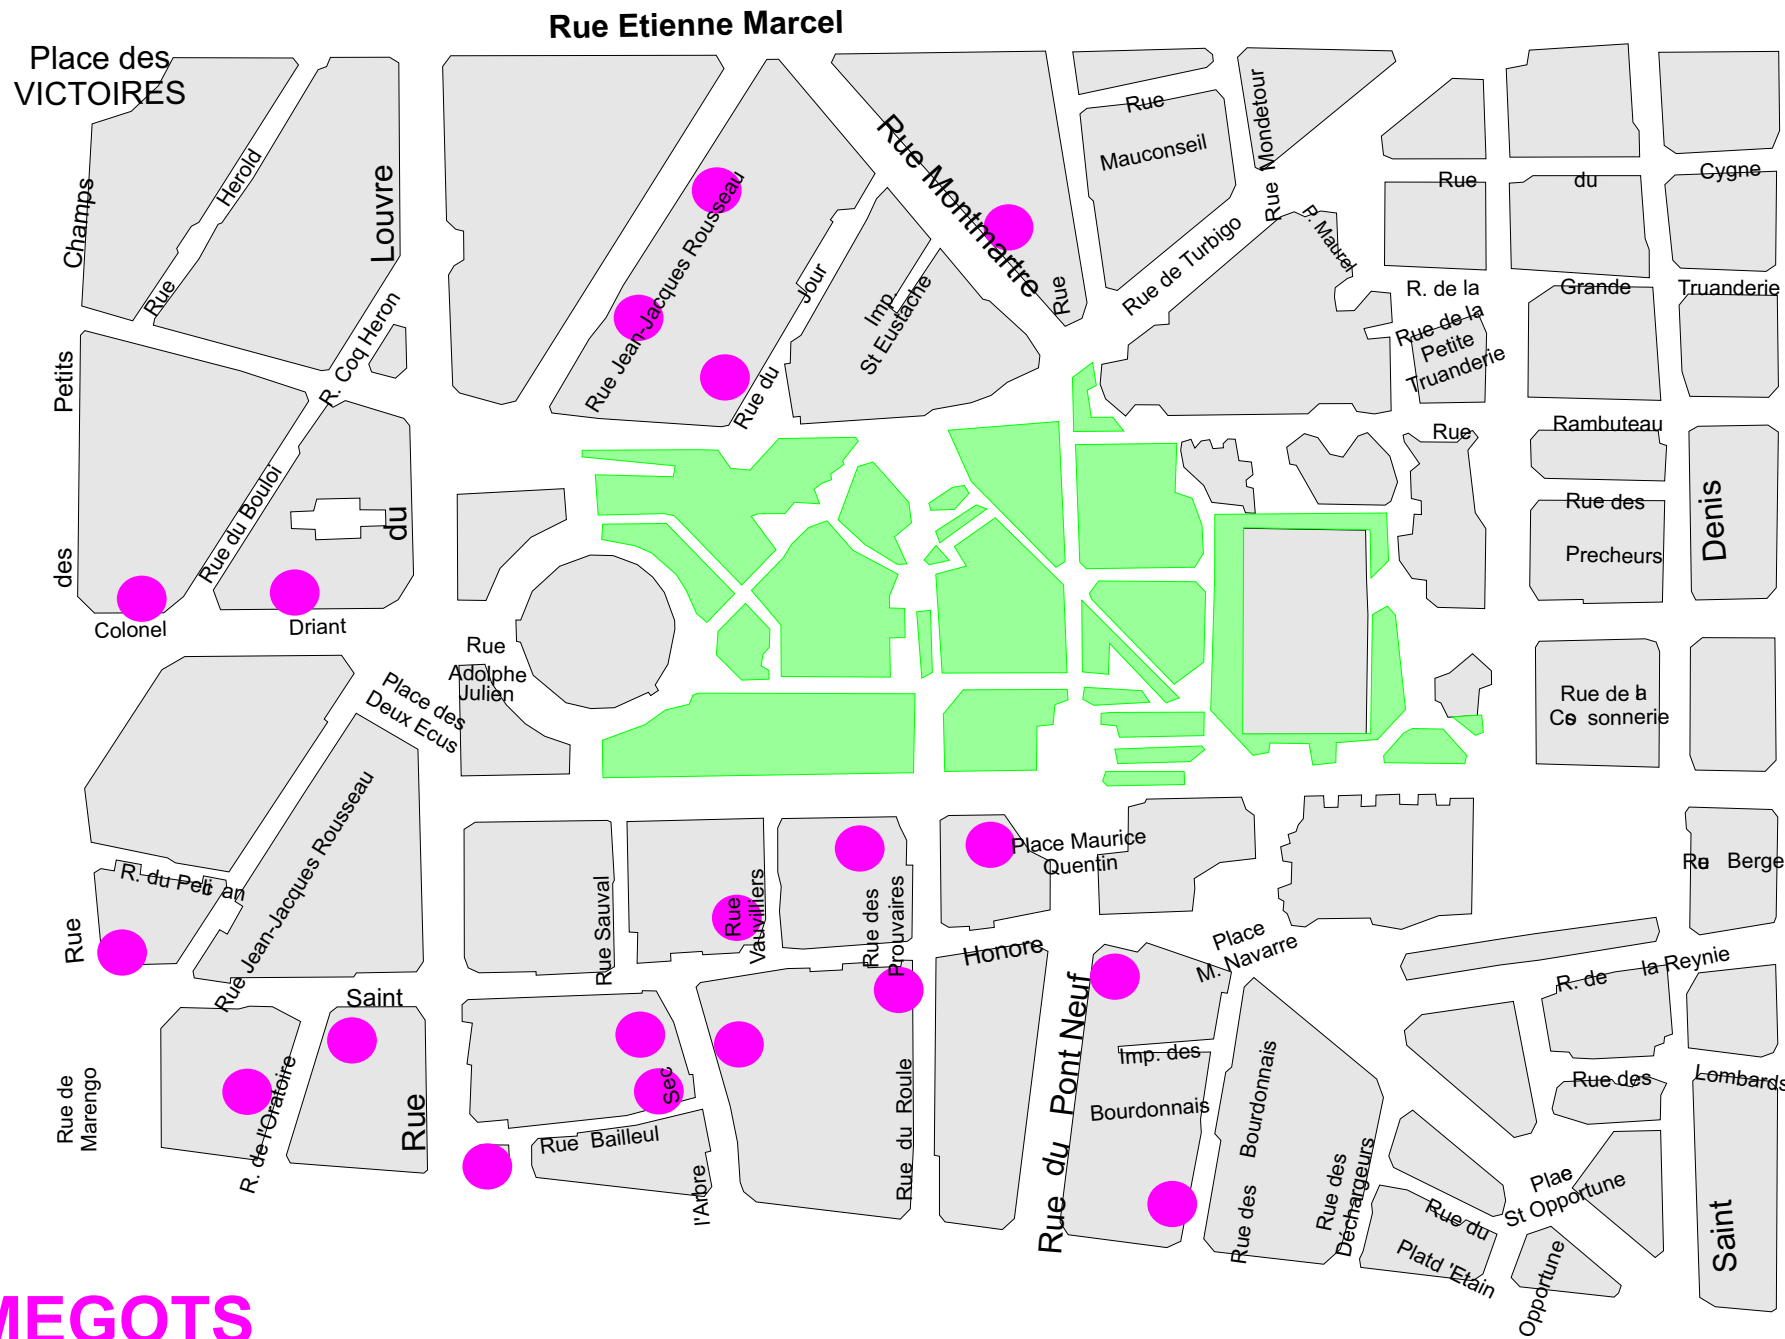 Rue Etienne Marcel
Place des
VICTOIRES
Rue
Mauconseil
Rue Mondetour
Rue Montmartre
Rue
Herold
Rue
Louvre
Champs
Rue Jean-Jacques Rousseau
Jour
Rue du
Imp.
St Eustache
Rue de Turbigo
P. Maurel
Rue
du
Cygne
R. de la
Grande
Truanderie
Rue de la
Petite
Truanderie
R. Coq Heron
Petits
des
Rue du Bouloi
du
Rue
Rambuteau
Rue des
Precheurs
Denis
Colonel
Driant
Rue
Adolphe
Julien
Place des
Deux Ecus
Rue de la
Cossonnerie
Rue Jean-Jacques Rousseau
R. du Pelican
Rue
Rue Sauval
Rue
Vauvilliers
Rue des
Prouvaires
Place Maurice
Quentin
Rue Berge
Honore
Place
M. Navarre
R. de
la Reynie
Saint
Rue de
Marengo
R. de l'Oratoire
Rue
Sec
Rue Bailleul
l'Arbre
Rue du Roule
Rue du Pont Neuf
Imp. des
Bourdonnais
Bourdonnais
Rue des
Rue des
Déchargeurs
Rue des
Lombards
Place
St Opportune
Rue du
Platd 'Etain
Opportune
Saint
MEGOTS